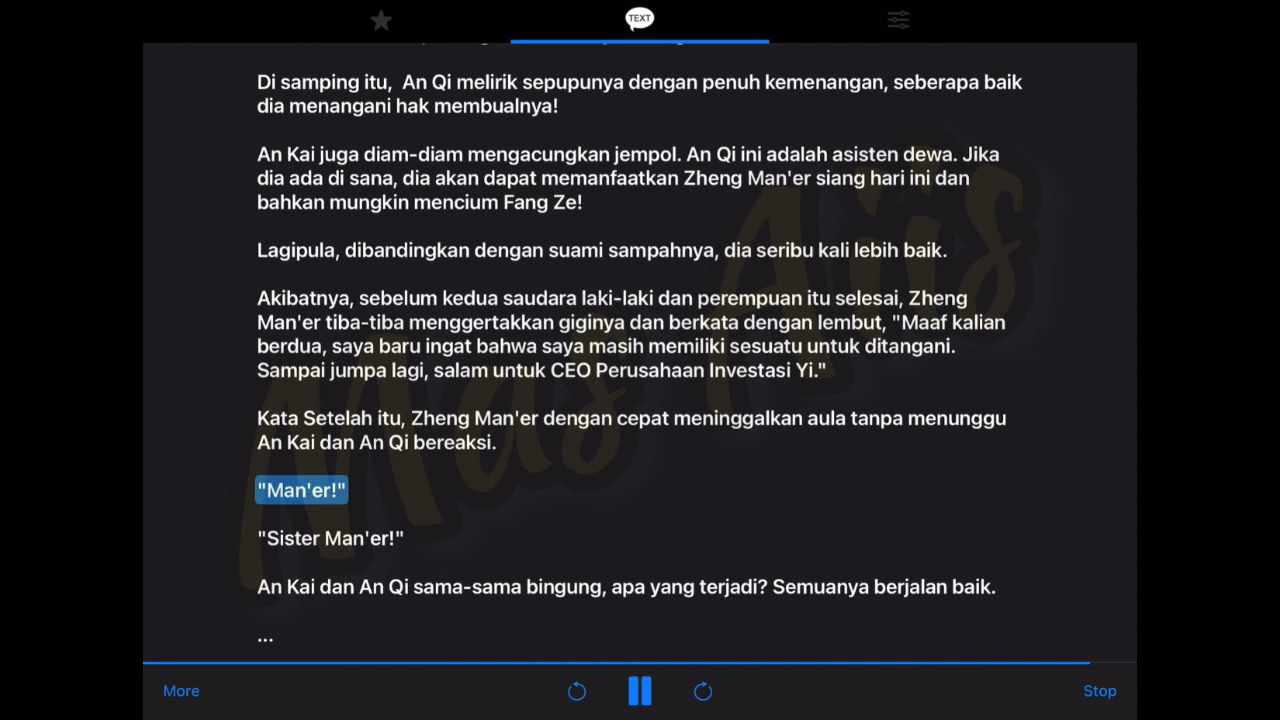 TEXT
Di samping itu,  An Qi melirik sepupunya dengan penuh kemenangan, seberapa baik
dia menangani hak membualnya!
An Kai juga diam-diam mengacungkan jempol. An Qi ini adalah asisten dewa. Jika
dia ada di sana, dia akan dapat memanfaatkan Zheng Man'er siang hari ini dan
bahkan mungkin mencium Fang Ze!
Lagipula, dibandingkan dengan suami sampahnya, dia seribu kali lebih baik.
Akibatnya, sebelum kedua saudara laki-laki dan perempuan itu selesai, Zheng
Man'er tiba-tiba menggertakkan giginya dan berkata dengan lembut, "Maaf kalian
berdua, saya baru ingat bahwa saya masih memiliki sesuatu untuk ditangani.
Sampai jumpa lagi, salam untuk CEO Perusahaan Investasi Yi."
Kata Setelah itu, Zheng Man'er dengan cepat meninggalkan aula tanpa menunggu
An Kai dan An Qi bereaksi.
"Man'er!"
"Sister Man'er!"
An Kai dan An Qi sama-sama bingung, apa yang terjadi? Semuanya berjalan baik.
...
Mas Aiis
More
Stop